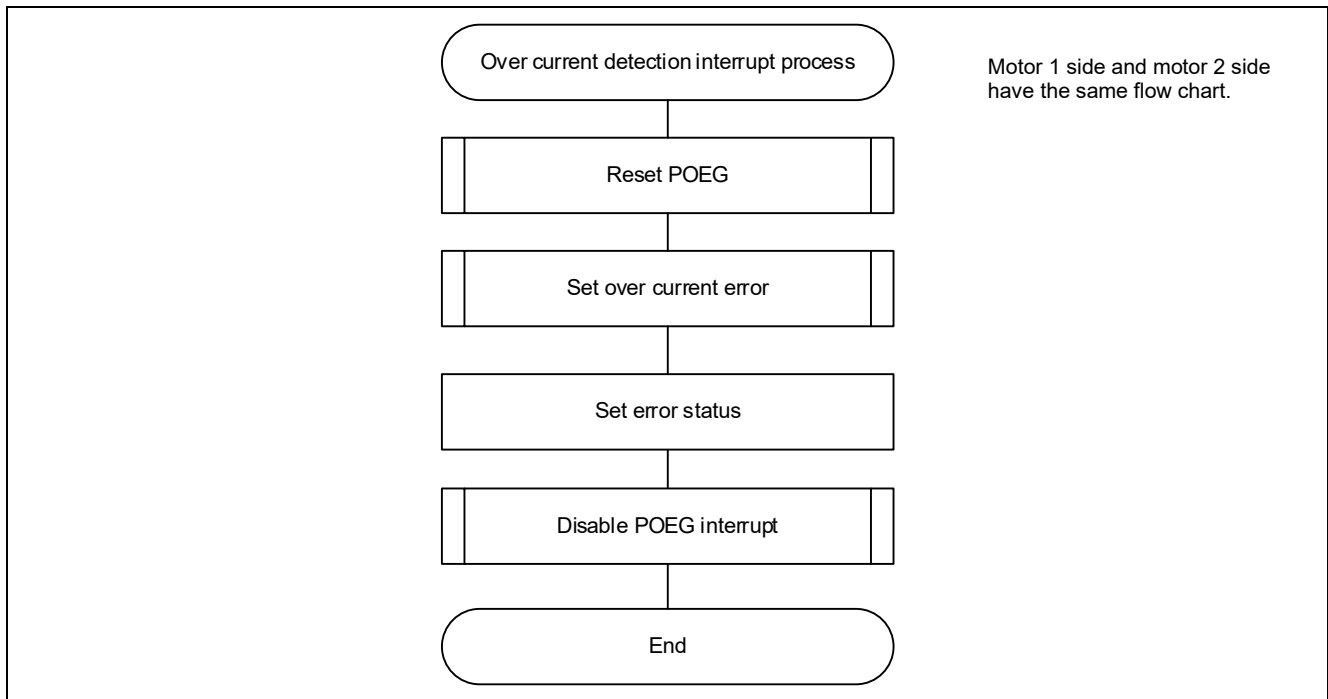 Over current detection interrupt process
Motor 1 side and motor 2 side
have the same flow chart.
Reset POEG
Set over current error
Set error status
Disable POEG interrupt
End